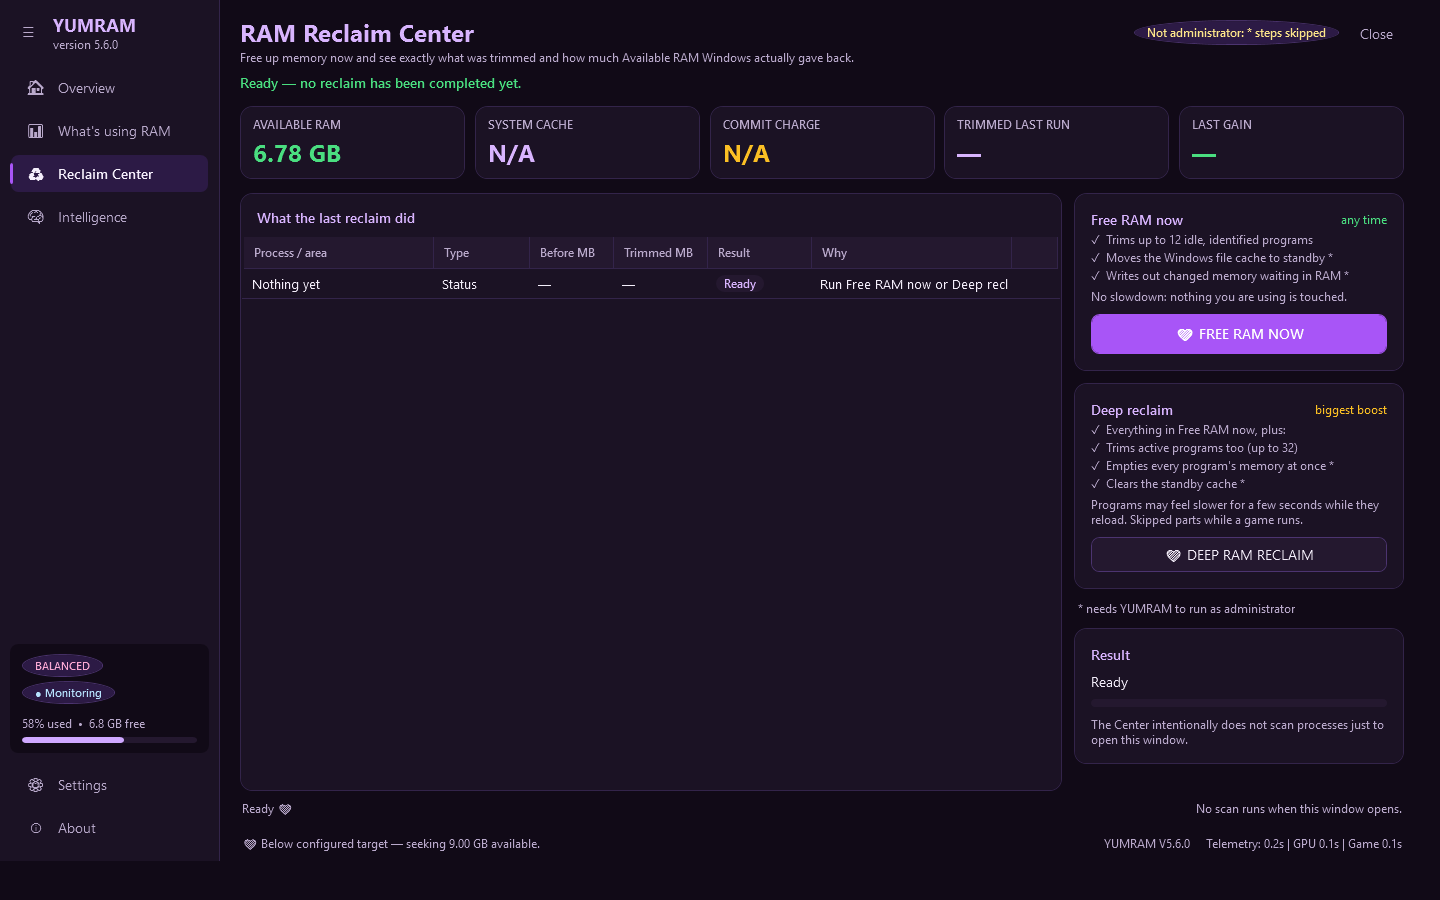 YUMRAM
version 5.6.0
Overview
What's using RAM
Reclaim Center
Intelligence
BALANCED
● Monitoring
58% used • 6.8 GB free
Settings
About
RAM Reclaim Center
Free up memory now and see exactly what was trimmed and how much Available RAM Windows actually gave back.
Ready — no reclaim has been completed yet.
Not administrator: * steps skipped
Close
AVAILABLE RAM
6.78 GB
SYSTEM CACHE
N/A
COMMIT CHARGE
N/A
TRIMMED LAST RUN
—
LAST GAIN
—
What the last reclaim did
Process / area Type Before MB Trimmed MB Result Why
Nothing yet Status — — Ready Run Free RAM now or Deep recl
Free RAM now any time
✓ Trims up to 12 idle, identified programs
✓ Moves the Windows file cache to standby *
✓ Writes out changed memory waiting in RAM *
No slowdown: nothing you are using is touched.
FREE RAM NOW
Deep reclaim biggest boost
✓ Everything in Free RAM now, plus:
✓ Trims active programs too (up to 32)
✓ Empties every program's memory at once *
✓ Clears the standby cache *
Programs may feel slower for a few seconds while they
reload. Skipped parts while a game runs.
DEEP RAM RECLAIM
* needs YUMRAM to run as administrator
Result
Ready
The Center intentionally does not scan processes just to
open this window.
Ready
No scan runs when this window opens.
Below configured target — seeking 9.00 GB available.
YUMRAM V5.6.0 Telemetry: 0.2s | GPU 0.1s | Game 0.1s